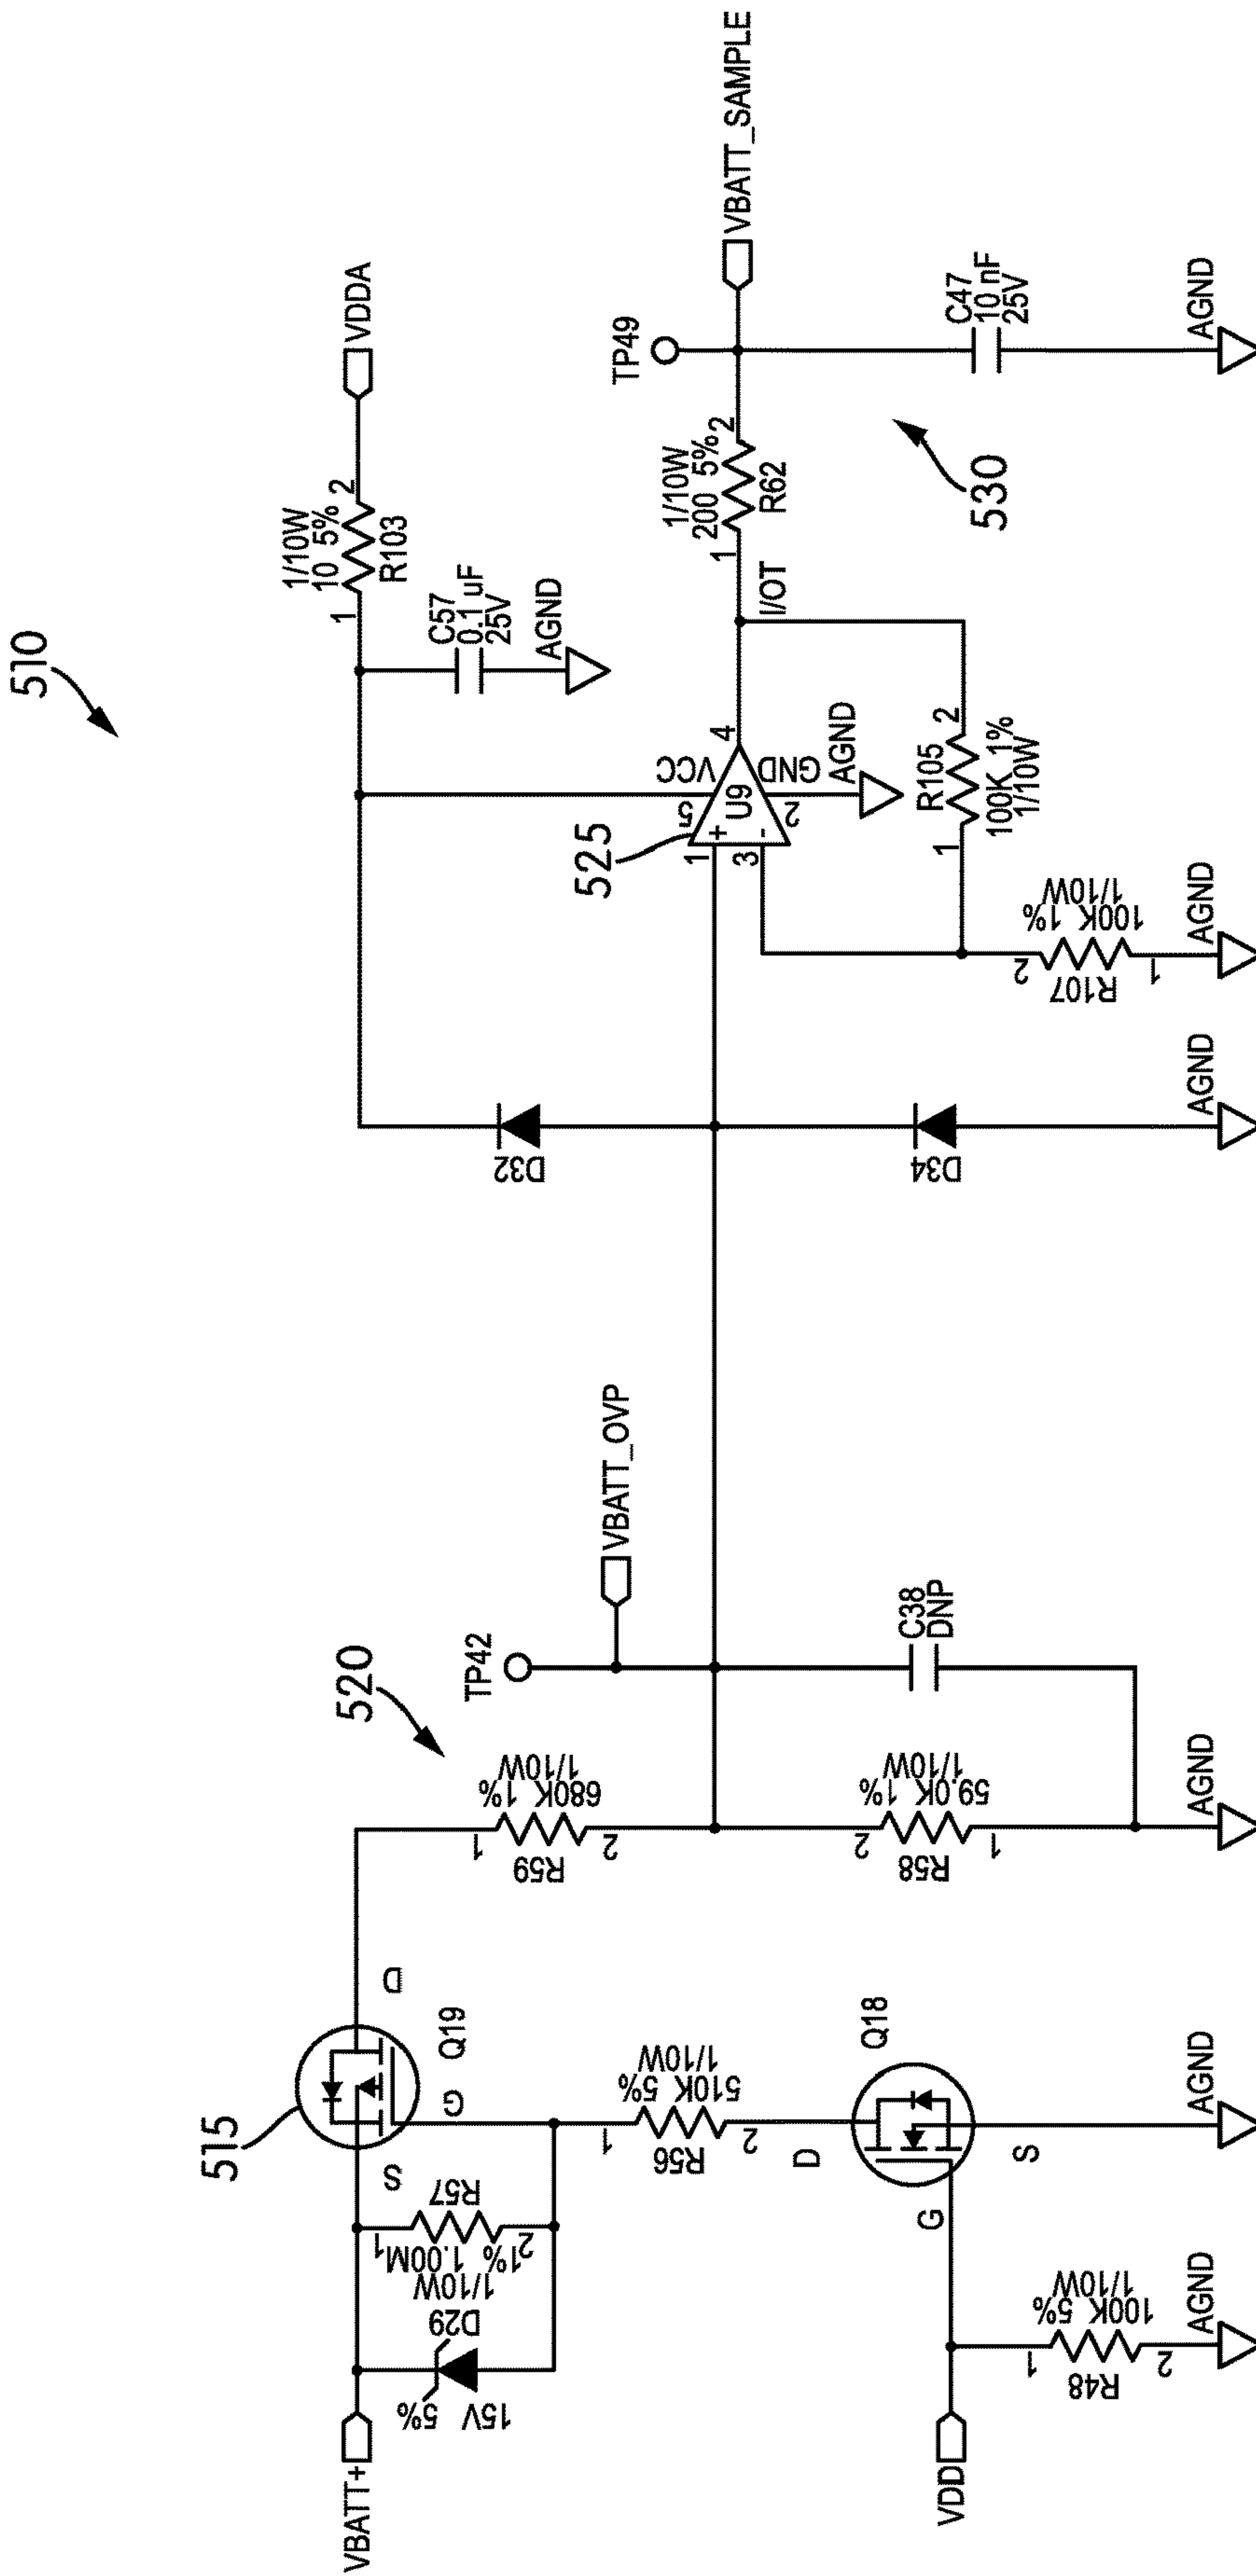 510
VBATT+
515
S
D
Q19
G
R57
1.00M
1%
1/10W
1
2
D29
15V 5%
R56
510K 5%
1/10W
1
2
VDD
Q18
G
D
S
R48
100K 5%
1/10W
1
2
AGND
AGND
520
R59
680K 1%
1/10W
1
2
R58
59.0K 1%
1/10W
2
1
AGND
TP42
VBATT_OVP
C38
DNP
D32
D34
AGND
525
1
+
3
-
U9
5
VCC
2
GND
AGND
4
R107
100K 1%
1/10W
2
1
AGND
R105
100K 1%
1/10W
1
2
C57
0.1 uF
25V
AGND
1/10W
10 5%
R103
1
2
VDDA
I/OT
1/10W
200 5%
R62
1
2
530
TP49
VBATT_SAMPLE
C47
10 nF
25V
AGND